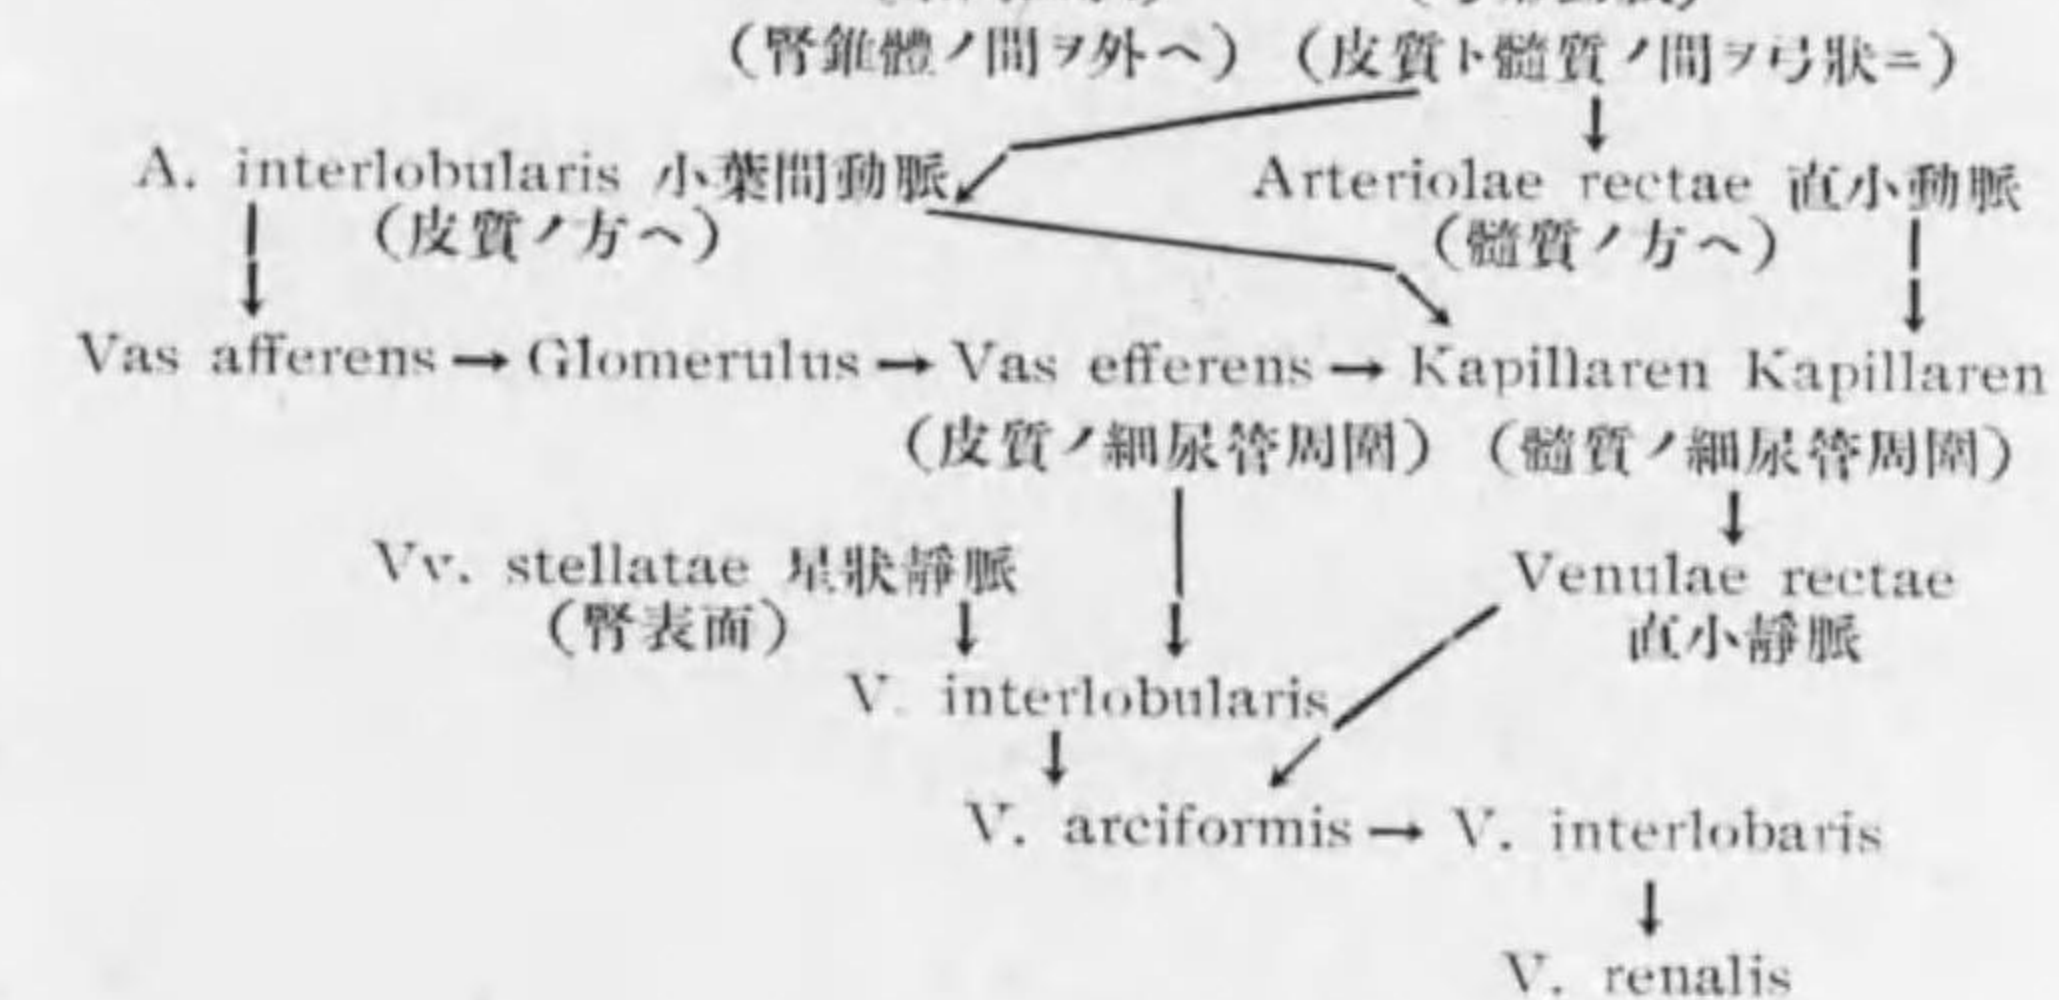 （腎錐體ノ間ヲ外ヘ）（皮質ト髓質ノ間ヲ弓狀ニ）
A. interlobularis 小葉間動脈 Arteriolae rectae 直小動脈
（皮質ノ方ヘ）（髓質ノ方ヘ）
Vas afferens → Glomerulus → Vas efferens → Kapillaren Kapillaren
（皮質ノ細尿管周圍）（髓質ノ細尿管周圍）
Vv. stellatae 星狀靜脈 Venulae rectae
（腎表面） 直小靜脈
V. interlobularis
V. arciformis → V. interlobaris
V. renalis